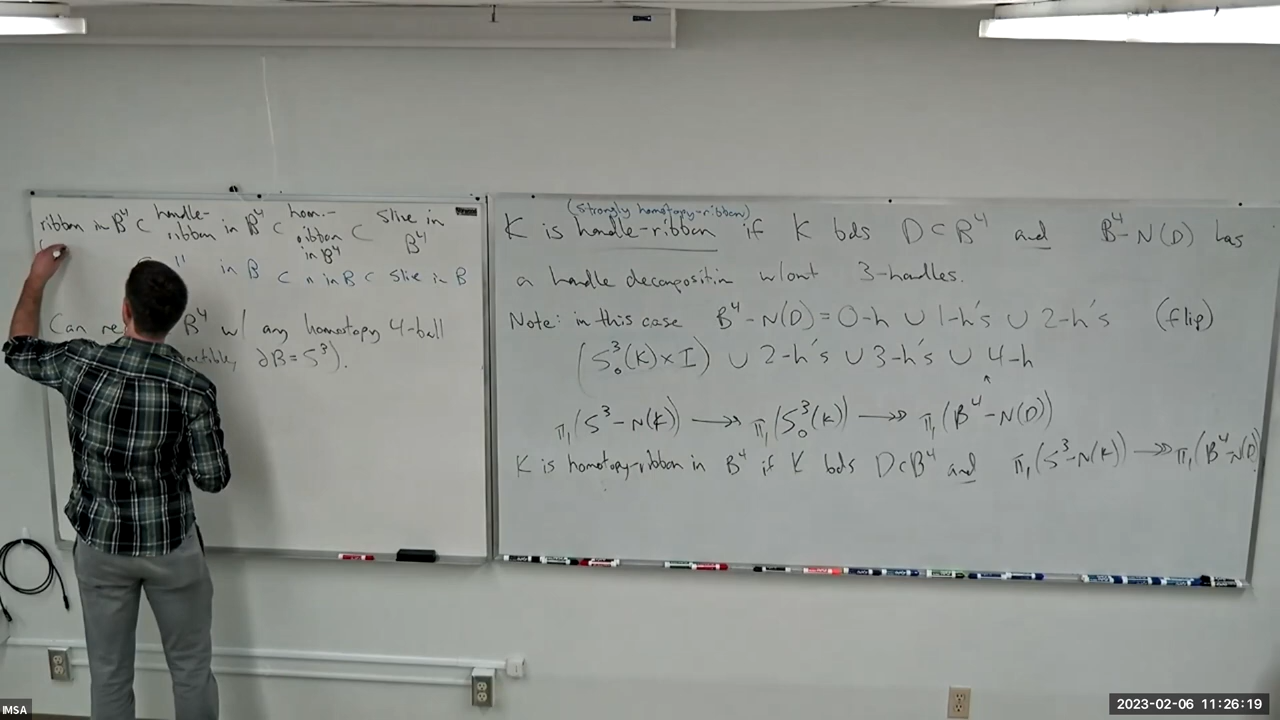 ribbon in B⁴ ⊂ handle-ribbon in B⁴ ⊂ hom.-ribbon in B⁴ ⊂ Slice in B⁴
⊂ " in B ⊂ " in B ⊂ Slice in B
Can B⁴ w/ any homotopy 4-ball
∂B=S³).
(strongly homotopy-ribbon)
K is handle-ribbon if K bds D⊂B⁴ and B⁴-N(D) has
a handle decomposition w/out 3-handles.
Note: in this case B⁴-N(D)=0-h ∪ 1-h's ∪ 2-h's (flip)
(S³₀(K)×I) ∪ 2-h's ∪ 3-h's ∪ 4-h
π₁(S³-N(K)) ↠ π₁(S³₀(K)) ↠ π₁(B⁴-N(D))
K is homotopy-ribbon in B⁴ if K bds D⊂B⁴ and π₁(S³-N(K)) ↠ π₁(B⁴-N(D)
IMSA
2023-02-06 11:26:19